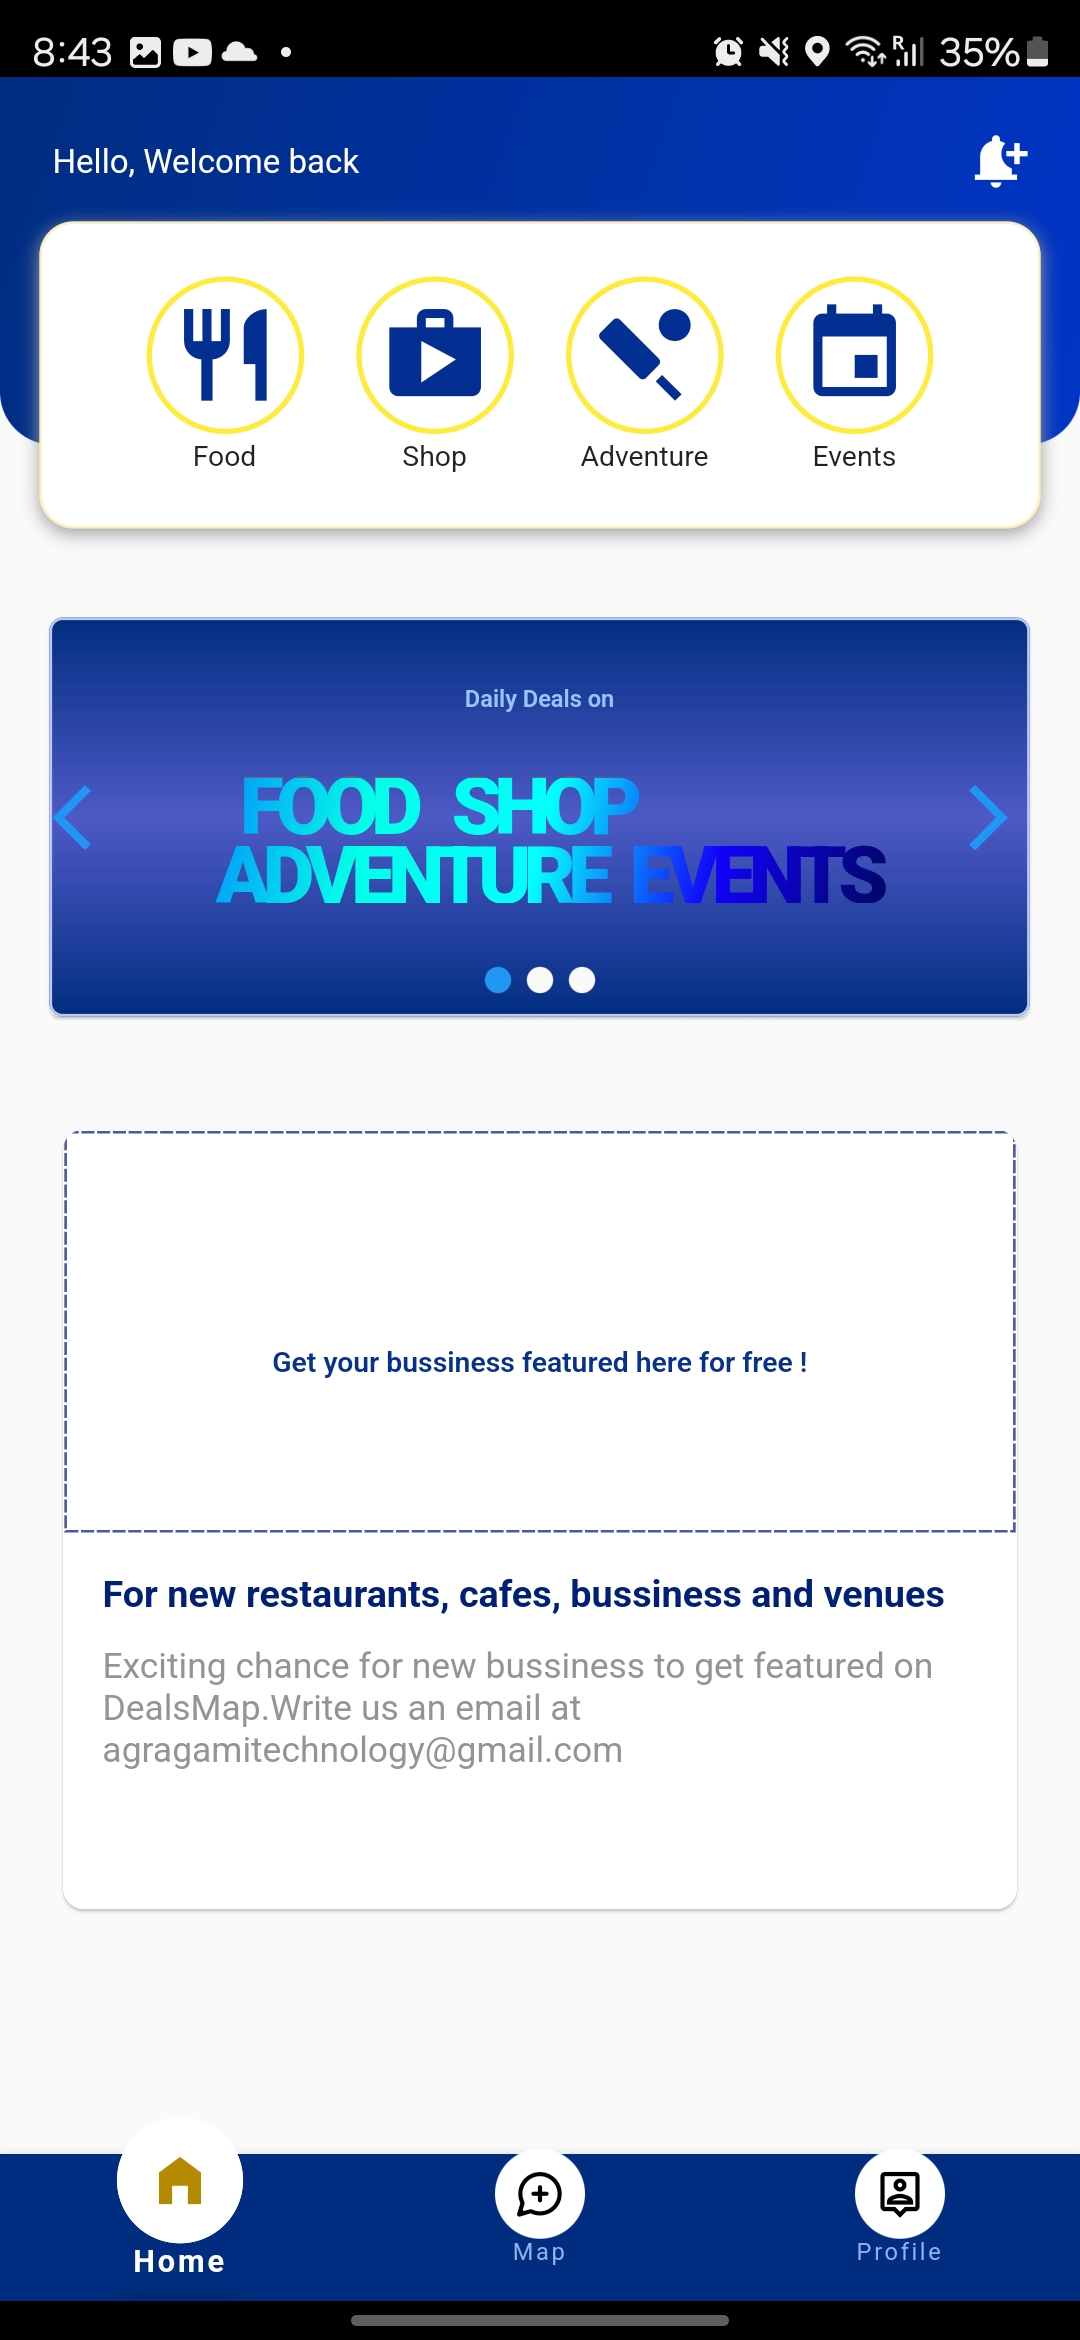 8:43
R
35%
Hello, Welcome back
Food
Shop
Adventure
Events
Daily Deals on
FOOD SHOP
ADVENTURE EVENTS
Get your bussiness featured here for free !
For new restaurants, cafes, bussiness and venues
Exciting chance for new bussiness to get featured on
DealsMap.Write us an email at
agragamitechnology@gmail.com
Home
Map
Profile